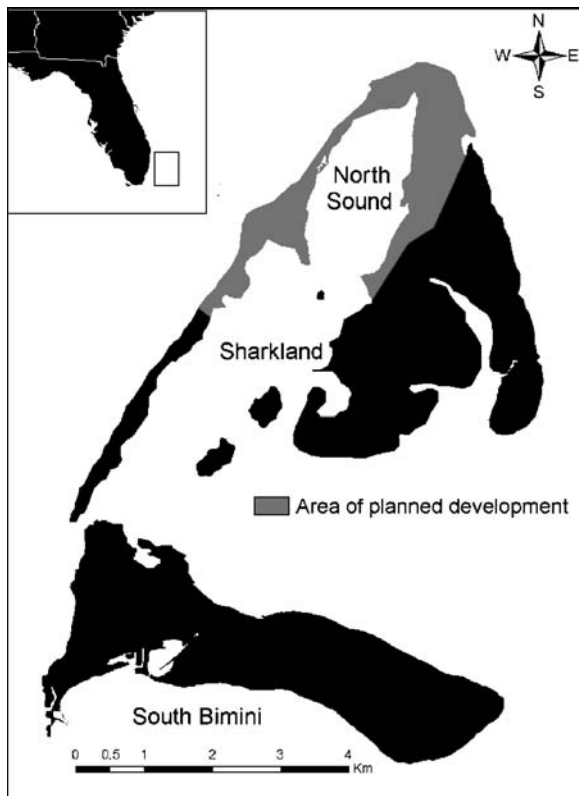 N
W E
S
North
Sound
Sharkland
Area of planned development
South Bimini
0 0.5 1 2 3 4
Km